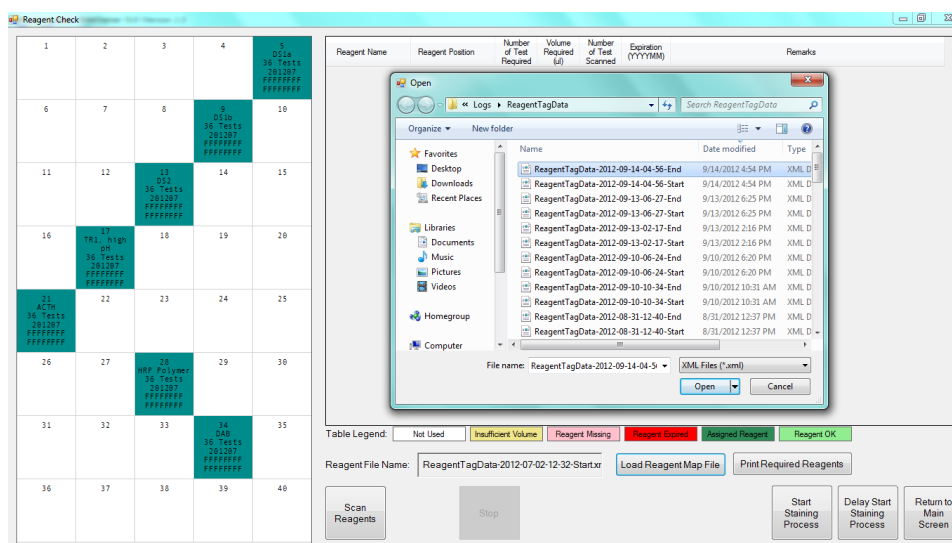 Reagent Check
1 2 3 4 5
DS1a
36 Tests
201207
FFFFFFFF
FFFFFFFF
6 7 8 9 10
DS1b
36 Tests
201207
FFFFFFFF
FFFFFFFF
11 12 13 14 15
DS2
36 Tests
201207
FFFFFFFF
FFFFFFFF
16 17 18 19 20
TR1, high
pH
36 Tests
201207
FFFFFFFF
FFFFFFFF
21 22 23 24 25
ACTH
36 Tests
201207
FFFFFFFF
FFFFFFFF
26 27 28 29 30
HRP Polymer
36 Tests
201207
FFFFFFFF
FFFFFFFF
31 32 33 34 35
DAB
36 Tests
201207
FFFFFFFF
FFFFFFFF
36 37 38 39 40
Reagent Name
Reagent Position
Number
of Test
Required
Volume
Required
(ul)
Number
of Test
Scanned
Expiration
(YYYYMM)
Remarks
Open
« Logs ▸ ReagentTagData
Search ReagentTagData
Organize
New folder
Favorites
Desktop
Downloads
Recent Places
Libraries
Documents
Music
Pictures
Videos
Homegroup
Computer
Name Date modified Type
ReagentTagData-2012-09-14-04-56-End 9/14/2012 4:54 PM XML D
ReagentTagData-2012-09-14-04-56-Start 9/14/2012 4:54 PM XML D
ReagentTagData-2012-09-13-06-27-End 9/13/2012 6:25 PM XML D
ReagentTagData-2012-09-13-06-27-Start 9/13/2012 6:25 PM XML D
ReagentTagData-2012-09-13-02-17-End 9/13/2012 2:16 PM XML D
ReagentTagData-2012-09-13-02-17-Start 9/13/2012 2:16 PM XML D
ReagentTagData-2012-09-10-06-24-End 9/10/2012 6:20 PM XML D
ReagentTagData-2012-09-10-06-24-Start 9/10/2012 6:20 PM XML D
ReagentTagData-2012-09-10-10-34-End 9/10/2012 10:31 AM XML D
ReagentTagData-2012-09-10-10-34-Start 9/10/2012 10:31 AM XML D
ReagentTagData-2012-08-31-12-40-End 8/31/2012 12:37 PM XML D
ReagentTagData-2012-08-31-12-40-Start 8/31/2012 12:37 PM XML D
File name: ReagentTagData-2012-09-14-04-5
XML Files (*.xml)
Open
Cancel
Table Legend: Not Used Insufficient Volume Reagent Missing Reagent Expired Assigned Reagent Reagent OK
Reagent File Name: ReagentTagData-2012-07-02-12-32-Start.xr Load Reagent Map File Print Required Reagents
Scan
Reagents
Stop
Start
Staining
Process
Delay Start
Staining
Process
Return to
Main
Screen